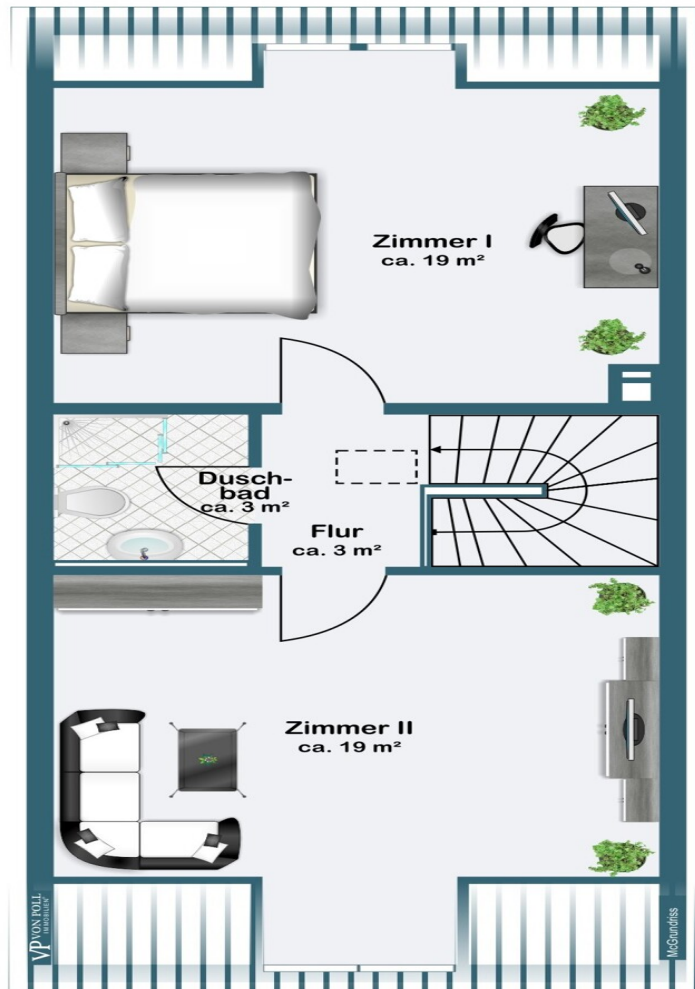 Zimmer I
ca. 19 m²
Dusch-
bad
ca. 3 m²
Flur
ca. 3 m²
Zimmer II
ca. 19 m²
VP VON POLL
IMMOBILIEN
McGrundriss